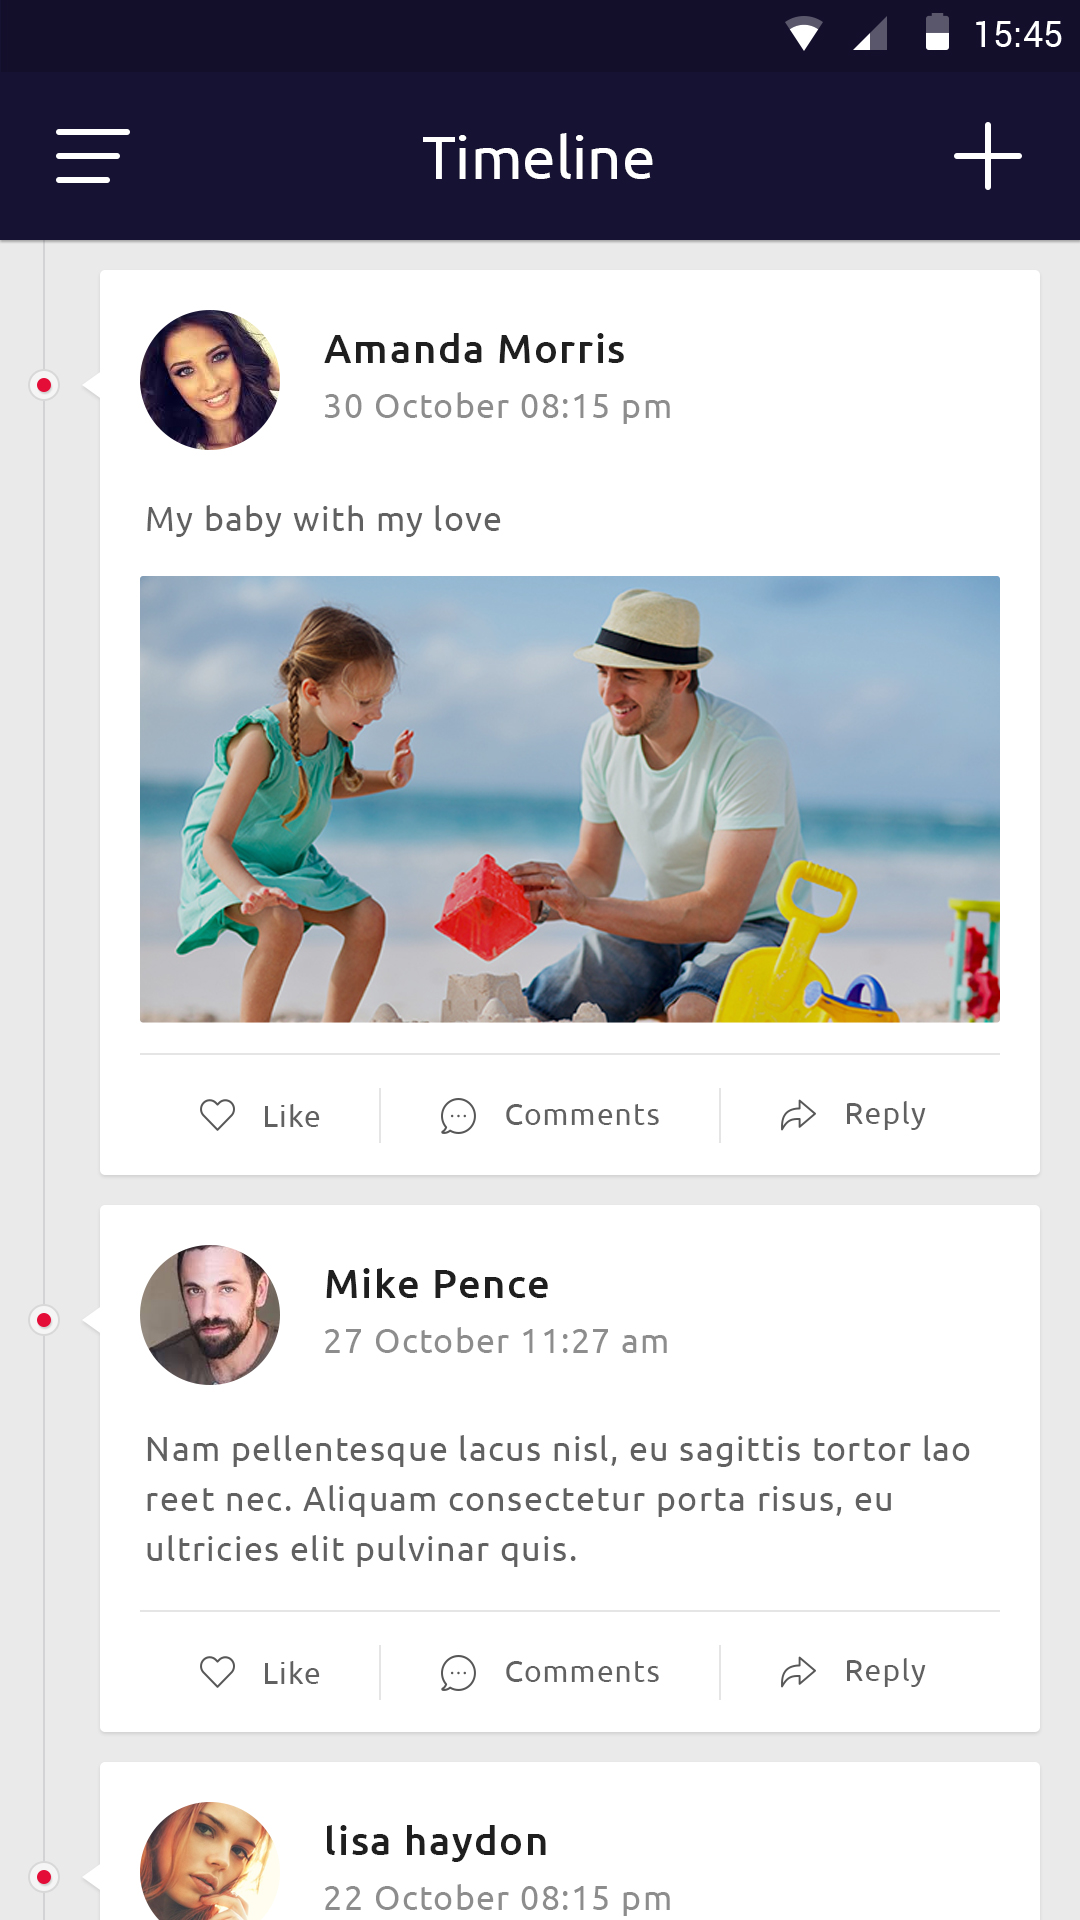 15:45
Timeline
Amanda Morris
30 October 08:15 pm
My baby with my love
Like
Comments
Reply
Mike Pence
27 October 11:27 am
Nam pellentesque lacus nisl, eu sagittis tortor lao
reet nec. Aliquam consectetur porta risus, eu
ultricies elit pulvinar quis.
Like
Comments
Reply
lisa haydon
22 October 08:15 pm